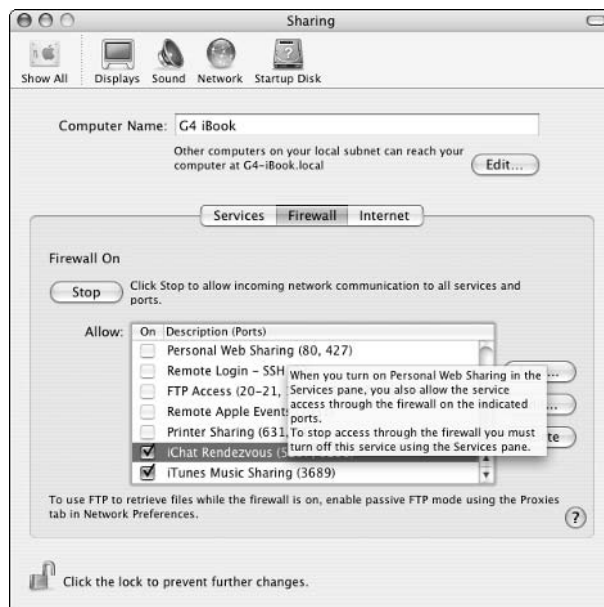 Sharing
Show All Displays Sound Network Startup Disk
Computer Name: G4 iBook
Other computers on your local subnet can reach your
computer at G4-iBook.local
Edit...
Services Firewall Internet
Firewall On
Stop
Click Stop to allow incoming network communication to all services and
ports.
Allow: On Description (Ports)
Personal Web Sharing (80, 427)
Remote Login - SSH
FTP Access (20-21,
Remote Apple Events
Printer Sharing (631,
iChat Rendezvous
iTunes Music Sharing (3689)
When you turn on Personal Web Sharing in the
Services pane, you also allow the service
access through the firewall on the indicated
ports.
To stop access through the firewall you must
turn off this service using the Services pane.
To use FTP to retrieve files while the firewall is on, enable passive FTP mode using the Proxies
tab in Network Preferences.
?
Click the lock to prevent further changes.